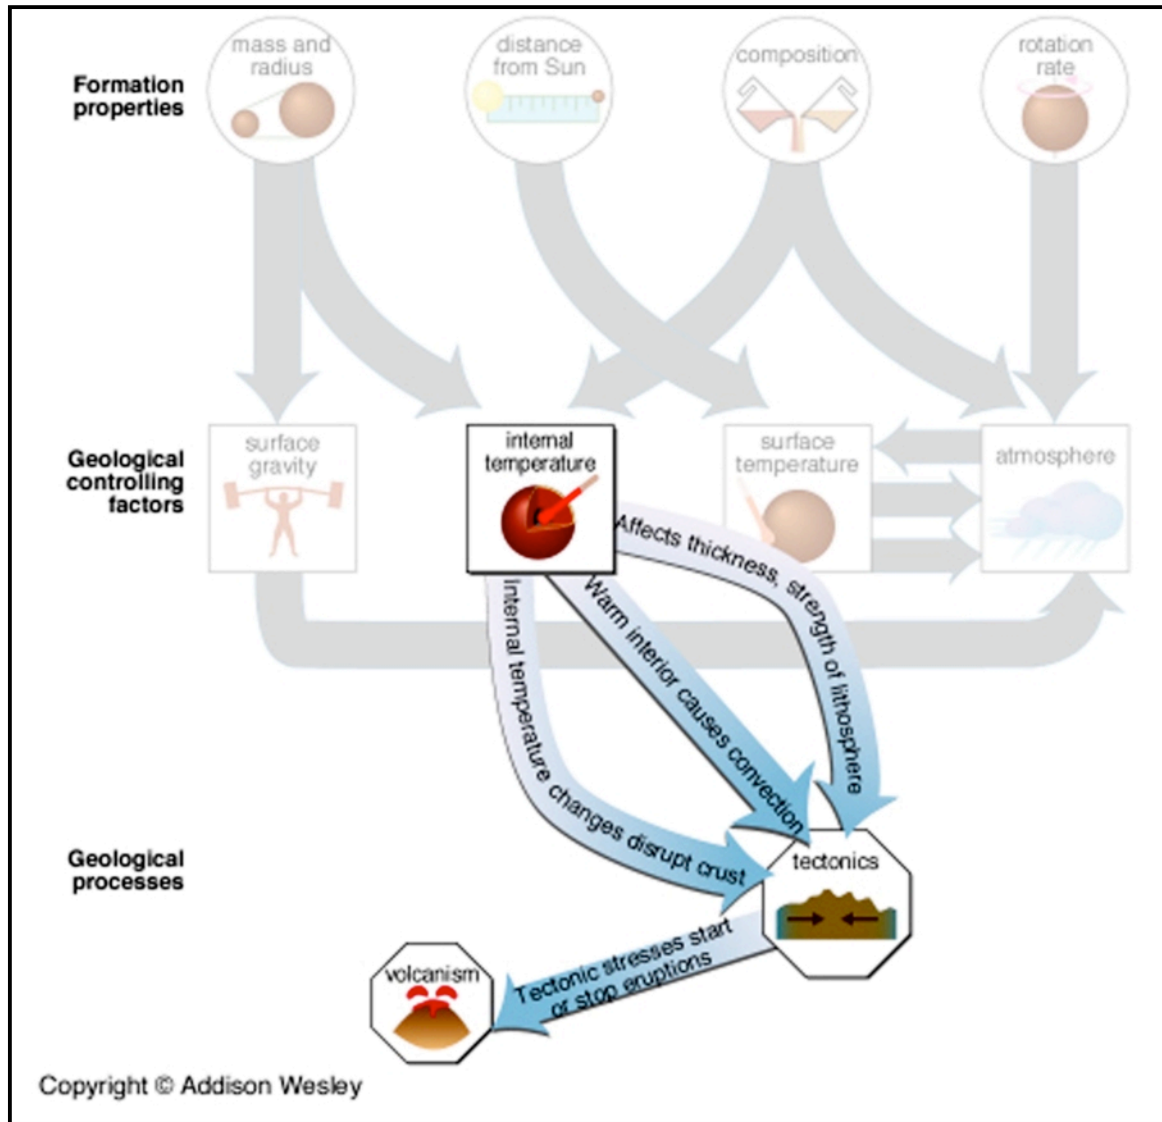 mass and
radius
distance
from Sun
composition
rotation
rate
Formation
properties
Geological
controlling
factors
surface
gravity
internal
temperature
surface
temperature
atmosphere
Affects thickness, strength of lithosphere
Warm interior causes convection
Internal temperature changes disrupt crust
Geological
processes
tectonics
Tectonic stresses start
or stop eruptions
volcanism
Copyright © Addison Wesley